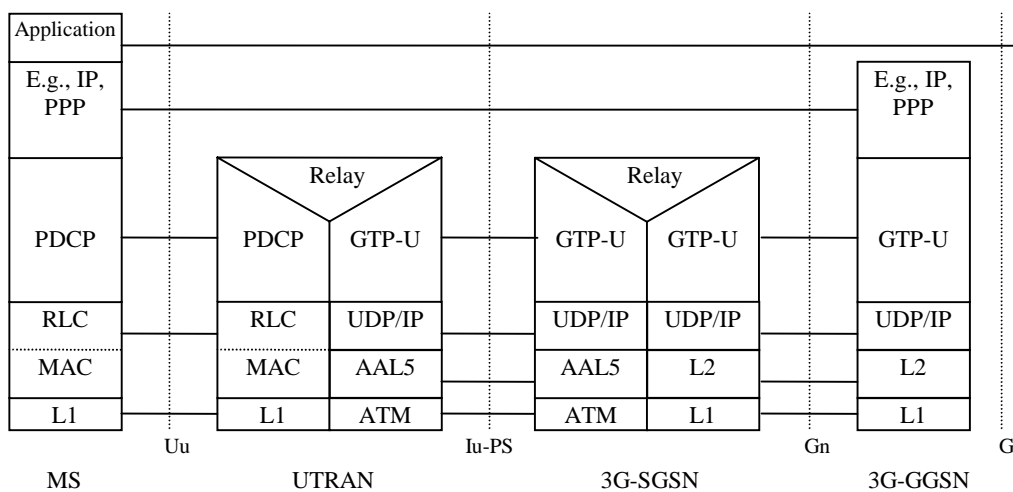 Application
E.g., IP,
PPP
E.g., IP,
PPP
Relay
Relay
PDCP
PDCP
GTP-U
GTP-U
GTP-U
GTP-U
RLC
RLC
UDP/IP
UDP/IP
UDP/IP
UDP/IP
MAC
MAC
AAL5
AAL5
L2
L2
L1
L1
ATM
ATM
L1
L1
Uu
Iu-PS
Gn
G
MS
UTRAN
3G-SGSN
3G-GGSN